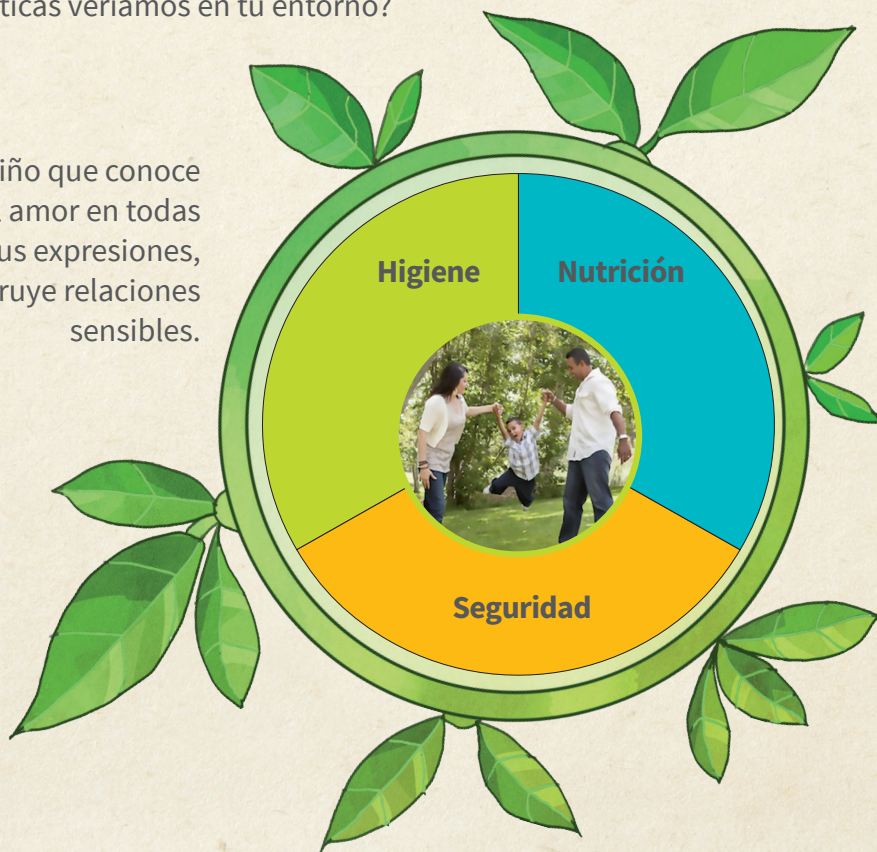 ticas veríamos en tu entorno?
iño que conoce
amor en todas
us expresiones,
ruye relaciones
sensibles.
Higiene
Nutrición
Seguridad